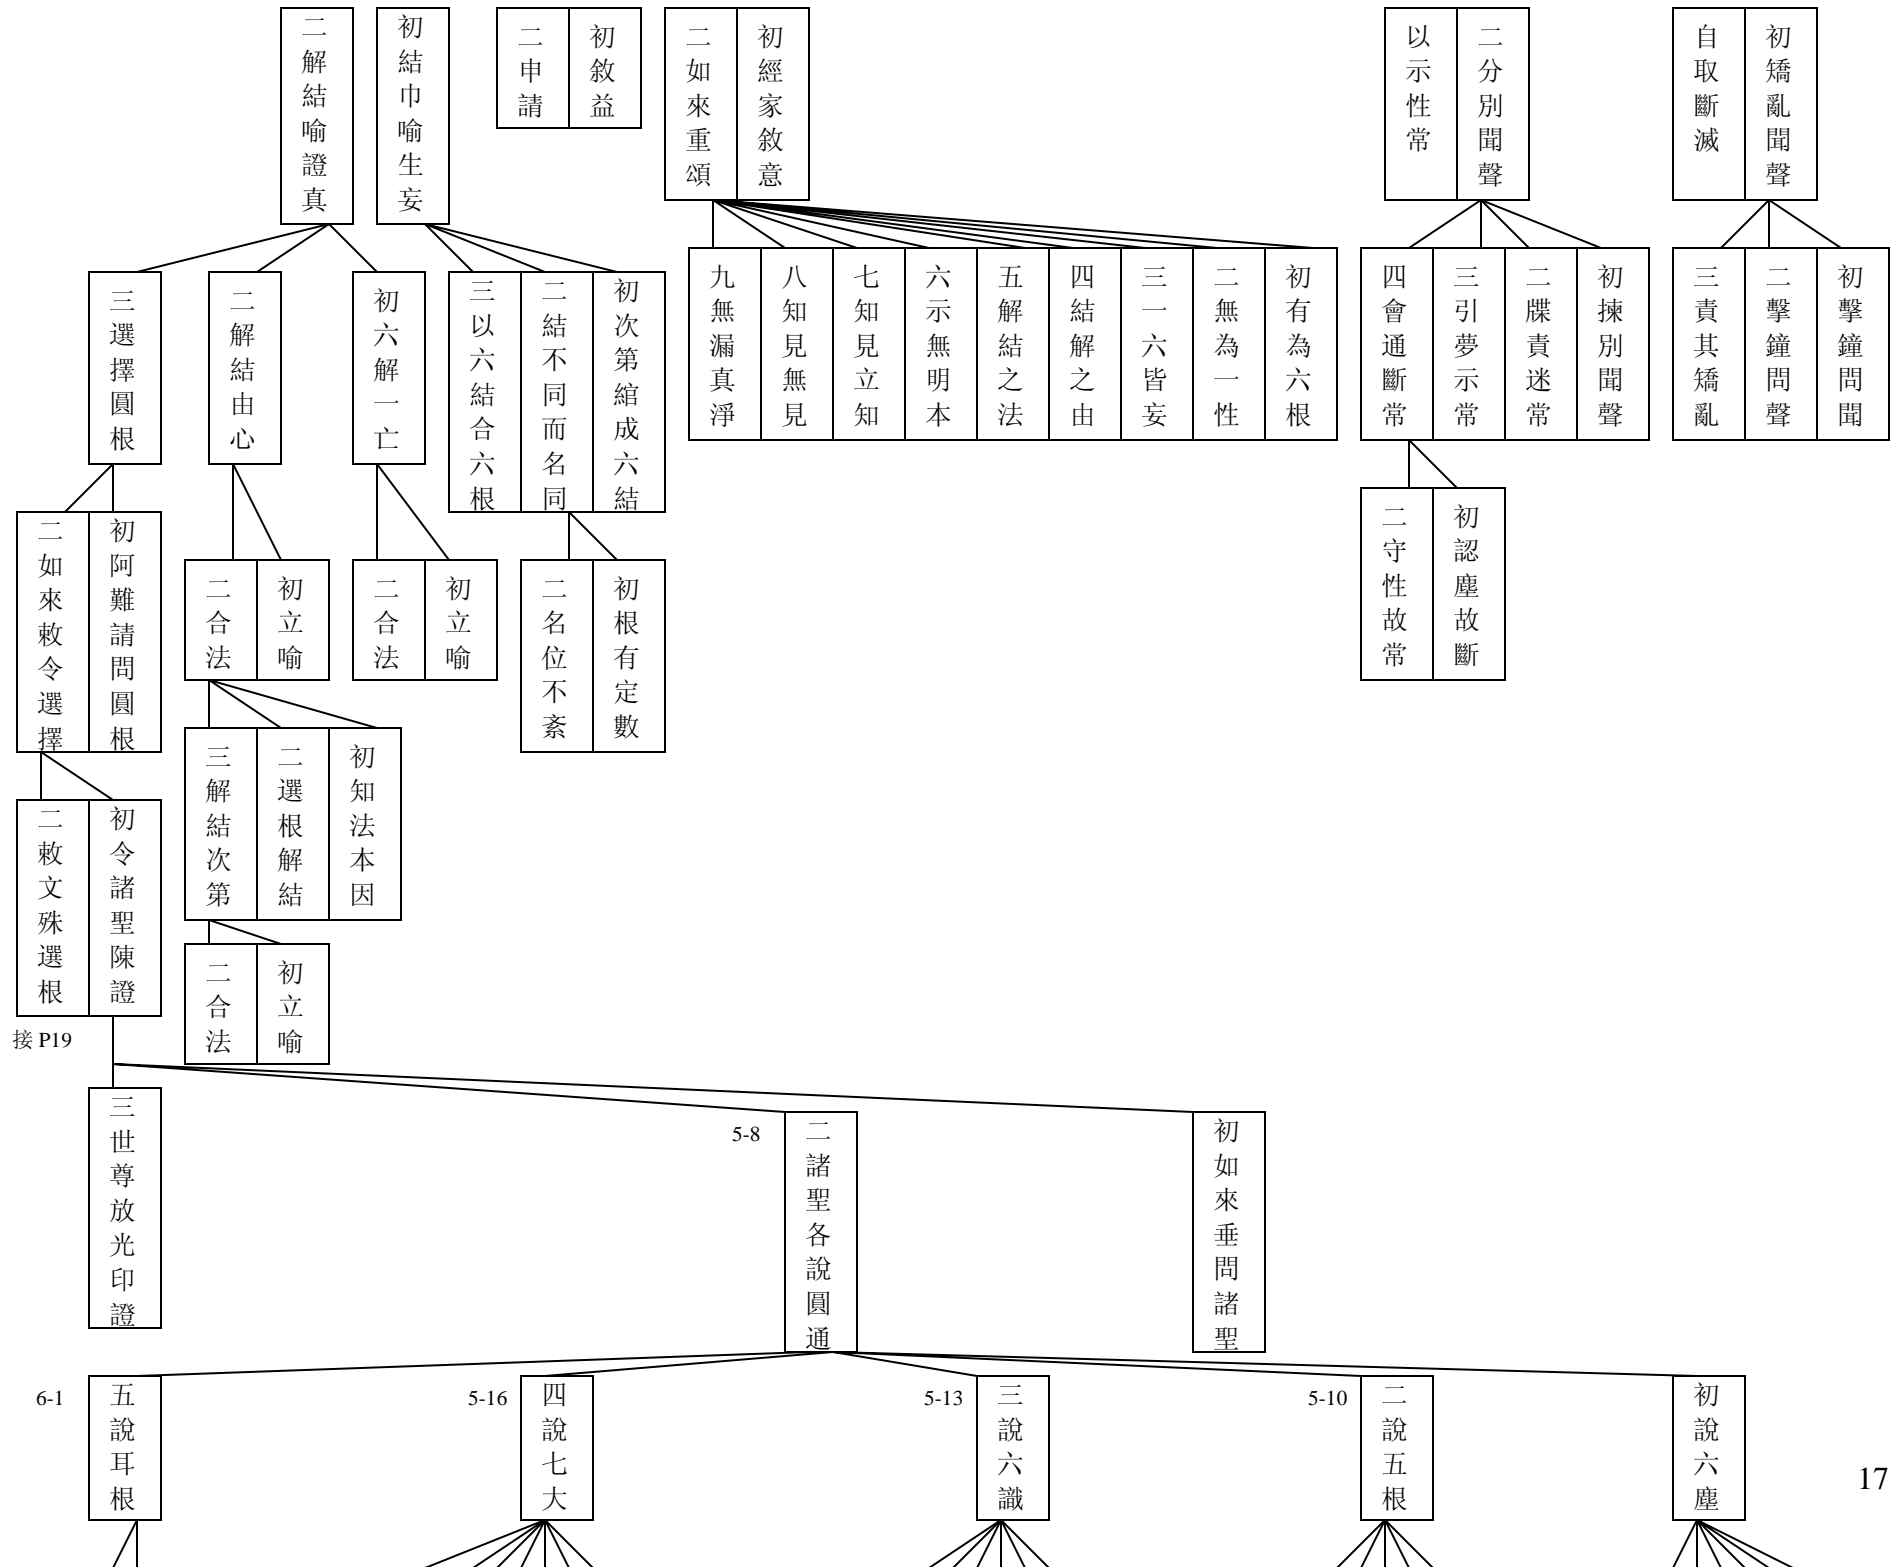 初矯亂聞聲
自取斷滅
二分別聞聲
以示性常
初經家敘意
二如來重頌
初敘益
二申請
初結巾喻生妄
二解結喻證真
初擊鐘問聞
二擊鐘問聲
三責其矯亂
初揀別聞聲
二牒責迷常
三引夢示常
四會通斷常
初有為六根
二無為一性
三一六皆妄
四結解之由
五解結之法
六示無明本
七知見立知
八知見無見
九無漏真淨
初次第綰成六結
二結不同而名同
三以六結合六根
初六解一亡
二解結由心
三選擇圓根
初認塵故斷
二守性故常
初根有定數
二名位不紊
初立喻
二合法
初立喻
二合法
初阿難請問圓根
二如來敕令選擇
初知法本因
二選根解結
三解結次第
初令諸聖陳證
二敕文殊選根
初立喻
二合法
接 P19
初如來垂問諸聖
5-8
二諸聖各說圓通
三世尊放光印證
初說六塵
5-10
二說五根
5-13
三說六識
5-16
四說七大
6-1
五說耳根
17